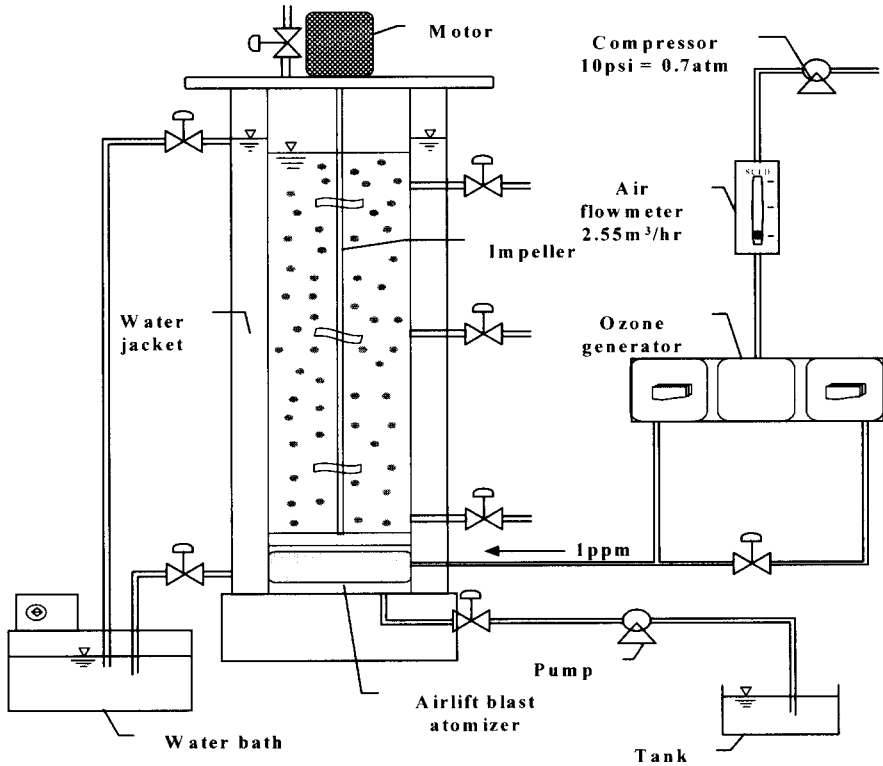 Motor
Compressor
10psi = 0.7atm
Air
flowmeter
2.55m³/hr
Impeller
Water
jacket
Ozone
generator
1ppm
Pump
Airlift blast
atomizer
Water bath
Tank